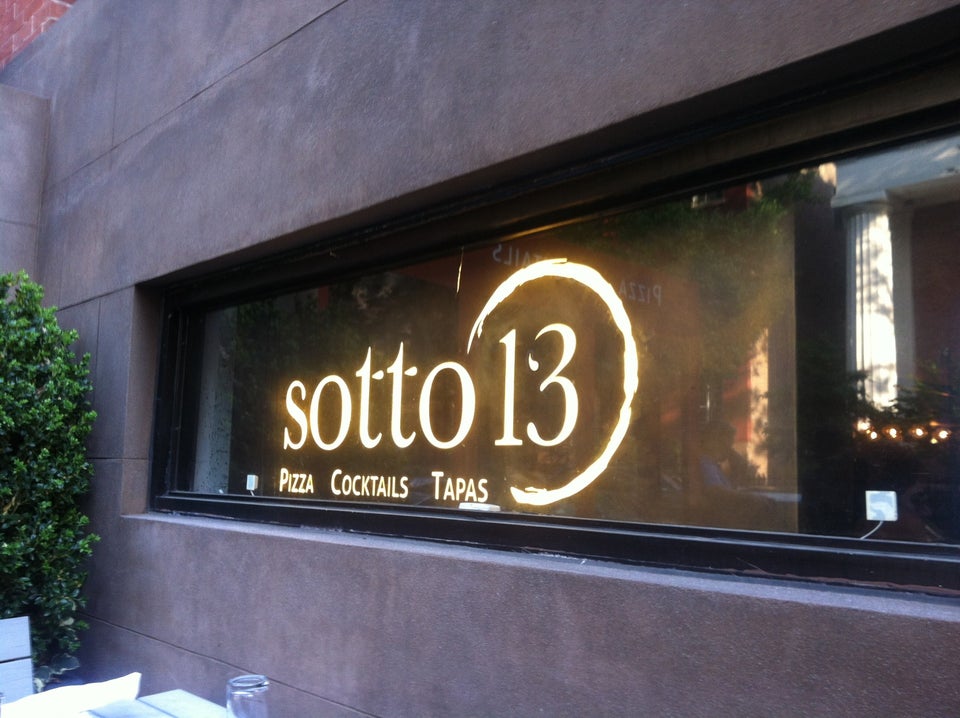 sotto 13
Pizza Cocktails Tapas